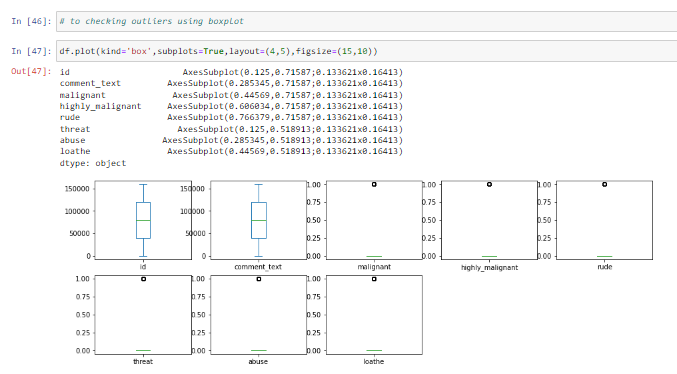 In [46]: # to checking outliers using boxplot
In [47]: df.plot(kind='box',subplots=True,layout=(4,5),figsize=(15,10))
Out[47]: id AxesSubplot(0.125,0.71587;0.133621x0.16413)
comment_text AxesSubplot(0.285345,0.71587;0.133621x0.16413)
malignant AxesSubplot(0.44569,0.71587;0.133621x0.16413)
highly_malignant AxesSubplot(0.606034,0.71587;0.133621x0.16413)
rude AxesSubplot(0.766379,0.71587;0.133621x0.16413)
threat AxesSubplot(0.125,0.518913;0.133621x0.16413)
abuse AxesSubplot(0.285345,0.518913;0.133621x0.16413)
loathe AxesSubplot(0.44569,0.518913;0.133621x0.16413)
dtype: object
150000 150000 1.00 1.00 1.00
0.75 0.75 0.75
100000 100000
0.50 0.50 0.50
50000 50000
0.25 0.25 0.25
0 0 0.00 0.00 0.00
id comment_text malignant highly_malignant rude
1.00 1.00 1.00
0.75 0.75 0.75
0.50 0.50 0.50
0.25 0.25 0.25
0.00 0.00 0.00
threat abuse loathe